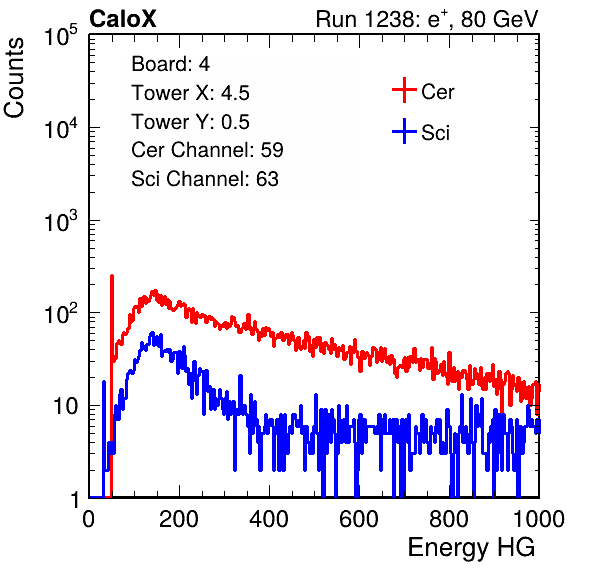 CaloX Run 1238: e⁺, 80 GeV
Counts
Board: 4
Tower X: 4.5
Tower Y: 0.5
Cer Channel: 59
Sci Channel: 63
Cer
Sci
10⁵
10⁴
10³
10²
10
1
0 200 400 600 800 1000
Energy HG